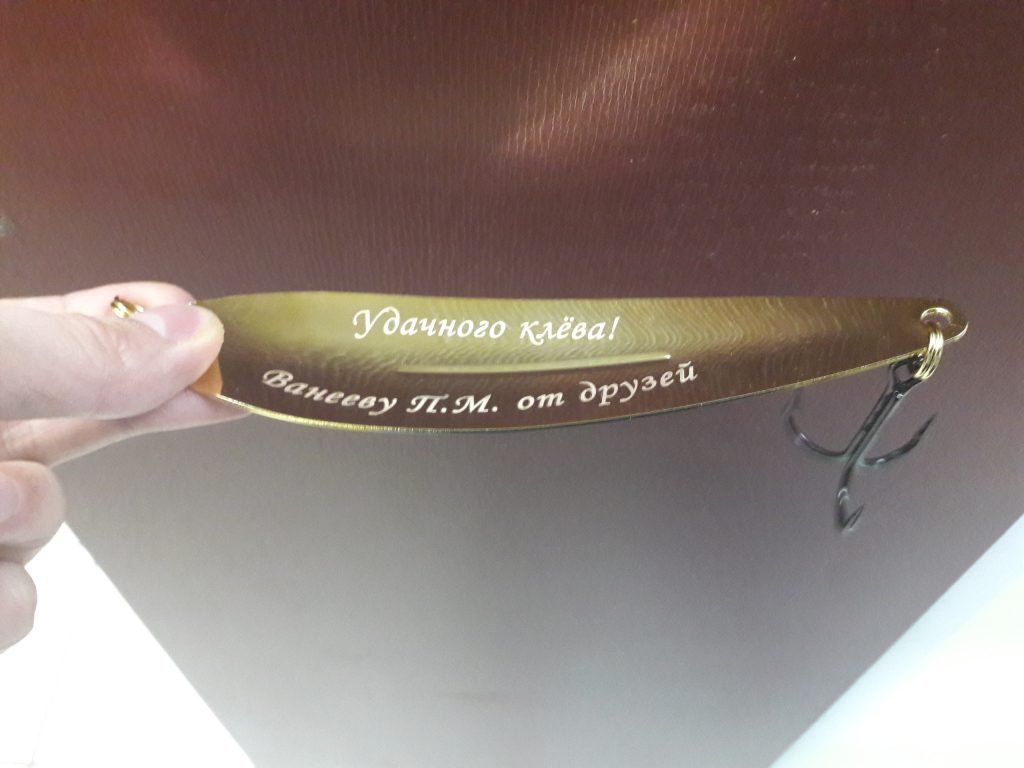 Удачного клёва!
Ванееву П.М. от друзей